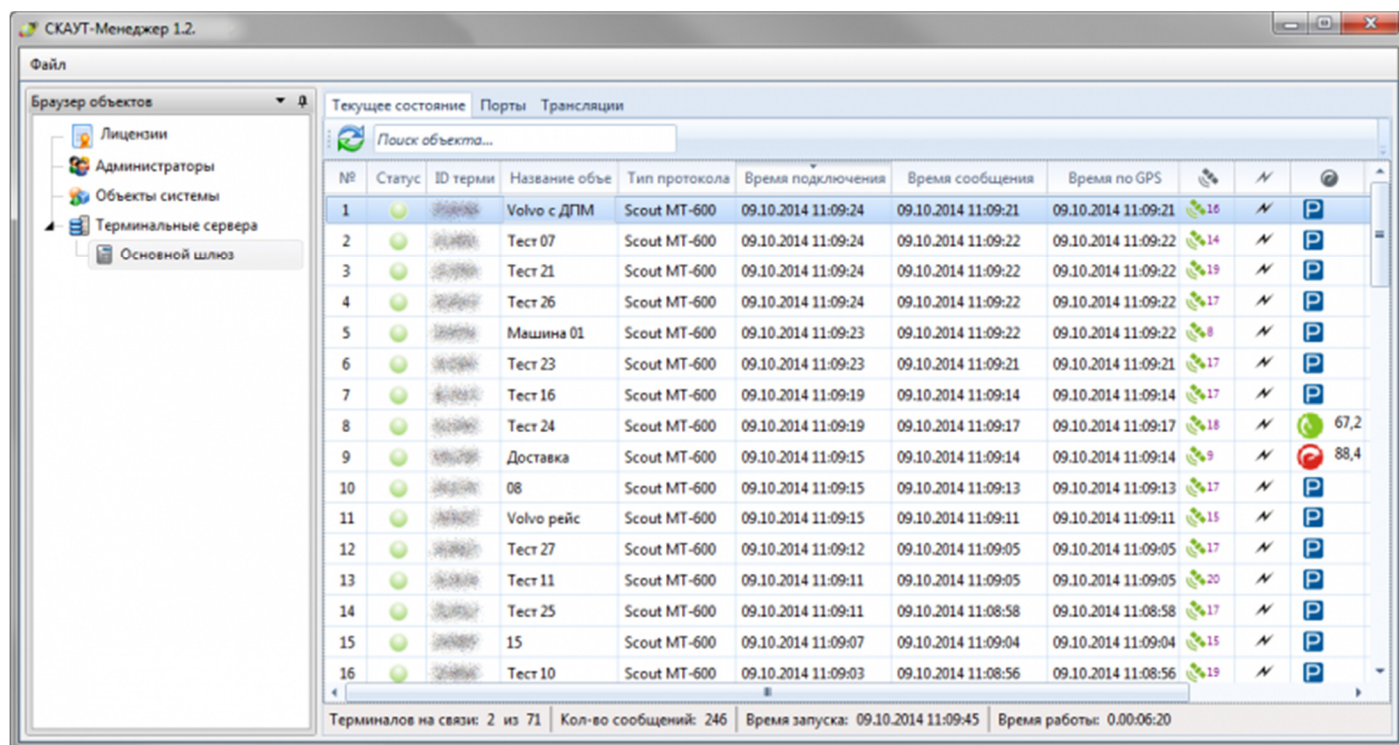 СКАУТ-Менеджер 1.2.
Файл
Браузер объектов
Лицензии
Администраторы
Объекты системы
Терминальные сервера
Основной шлюз
Текущее состояние Порты Трансляции
Поиск объекта...
№ Статус ID терми Название объе Тип протокола Время подключения Время сообщения Время по GPS
1 Volvo с ДПМ Scout MT-600 09.10.2014 11:09:24 09.10.2014 11:09:21 09.10.2014 11:09:21 16 P
2 Тест 07 Scout MT-600 09.10.2014 11:09:24 09.10.2014 11:09:22 09.10.2014 11:09:22 14 P
3 Тест 21 Scout MT-600 09.10.2014 11:09:24 09.10.2014 11:09:22 09.10.2014 11:09:22 19 P
4 Тест 26 Scout MT-600 09.10.2014 11:09:24 09.10.2014 11:09:22 09.10.2014 11:09:22 17 P
5 Машина 01 Scout MT-600 09.10.2014 11:09:23 09.10.2014 11:09:22 09.10.2014 11:09:22 8 P
6 Тест 23 Scout MT-600 09.10.2014 11:09:23 09.10.2014 11:09:21 09.10.2014 11:09:21 17 P
7 Тест 16 Scout MT-600 09.10.2014 11:09:19 09.10.2014 11:09:14 09.10.2014 11:09:14 17 P
8 Тест 24 Scout MT-600 09.10.2014 11:09:19 09.10.2014 11:09:17 09.10.2014 11:09:17 18 67,2
9 Доставка Scout MT-600 09.10.2014 11:09:15 09.10.2014 11:09:14 09.10.2014 11:09:14 9 88,4
10 08 Scout MT-600 09.10.2014 11:09:15 09.10.2014 11:09:13 09.10.2014 11:09:13 17 P
11 Volvo рейс Scout MT-600 09.10.2014 11:09:15 09.10.2014 11:09:11 09.10.2014 11:09:11 15 P
12 Тест 27 Scout MT-600 09.10.2014 11:09:12 09.10.2014 11:09:05 09.10.2014 11:09:05 17 P
13 Тест 11 Scout MT-600 09.10.2014 11:09:11 09.10.2014 11:09:05 09.10.2014 11:09:05 20 P
14 Тест 25 Scout MT-600 09.10.2014 11:09:11 09.10.2014 11:08:58 09.10.2014 11:08:58 17 P
15 15 Scout MT-600 09.10.2014 11:09:07 09.10.2014 11:09:04 09.10.2014 11:09:04 15 P
16 Тест 10 Scout MT-600 09.10.2014 11:09:03 09.10.2014 11:08:56 09.10.2014 11:08:56 19 P
Терминалов на связи: 2 из 71 Кол-во сообщений: 246 Время запуска: 09.10.2014 11:09:45 Время работы: 0.00:06:20